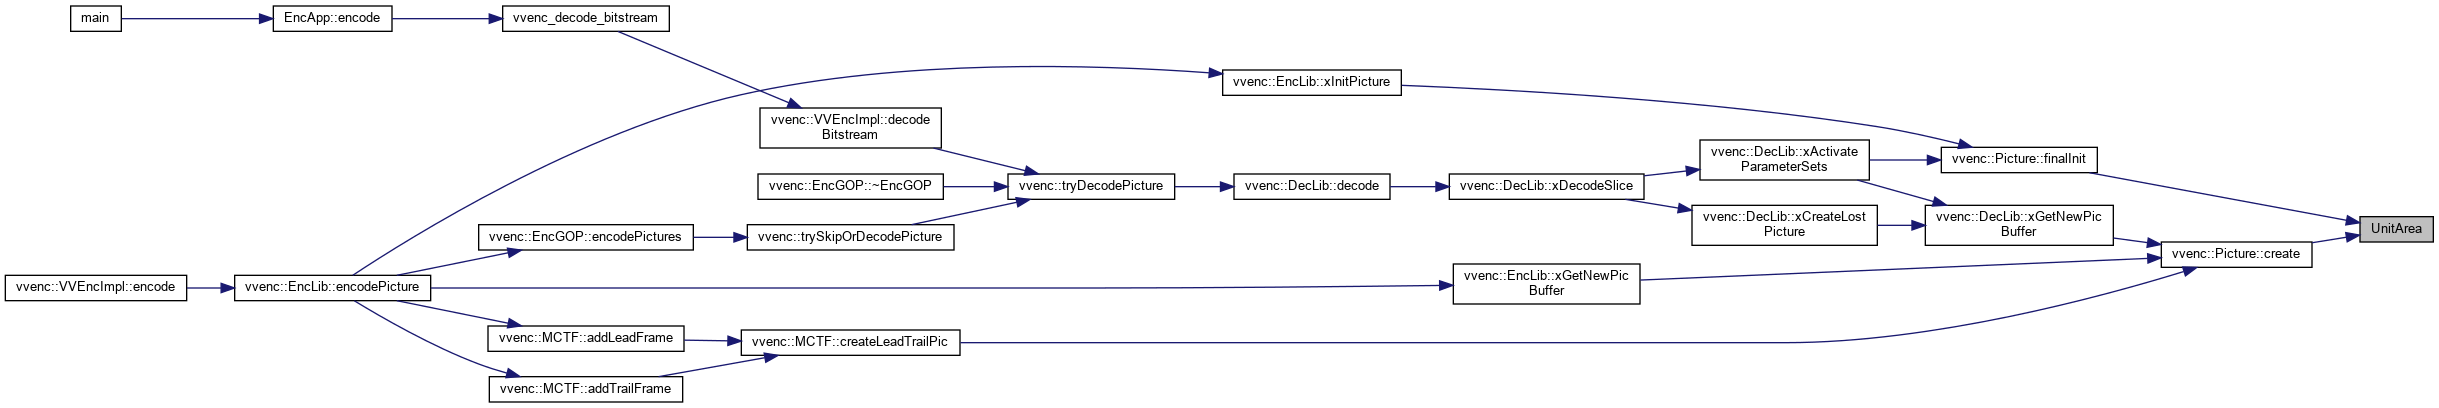 main
EncApp::encode
vvenc_decode_bitstream
vvenc::EncLib::xInitPicture
vvenc::VVEncImpl::decode
Bitstream
vvenc::DecLib::xActivate
ParameterSets
vvenc::Picture::finalInit
vvenc::EncGOP::~EncGOP
vvenc::tryDecodePicture
vvenc::DecLib::decode
vvenc::DecLib::xDecodeSlice
vvenc::DecLib::xCreateLost
Picture
vvenc::DecLib::xGetNewPic
Buffer
UnitArea
vvenc::EncGOP::encodePictures
vvenc::trySkipOrDecodePicture
vvenc::Picture::create
vvenc::VVEncImpl::encode
vvenc::EncLib::encodePicture
vvenc::EncLib::xGetNewPic
Buffer
vvenc::MCTF::addLeadFrame
vvenc::MCTF::createLeadTrailPic
vvenc::MCTF::addTrailFrame